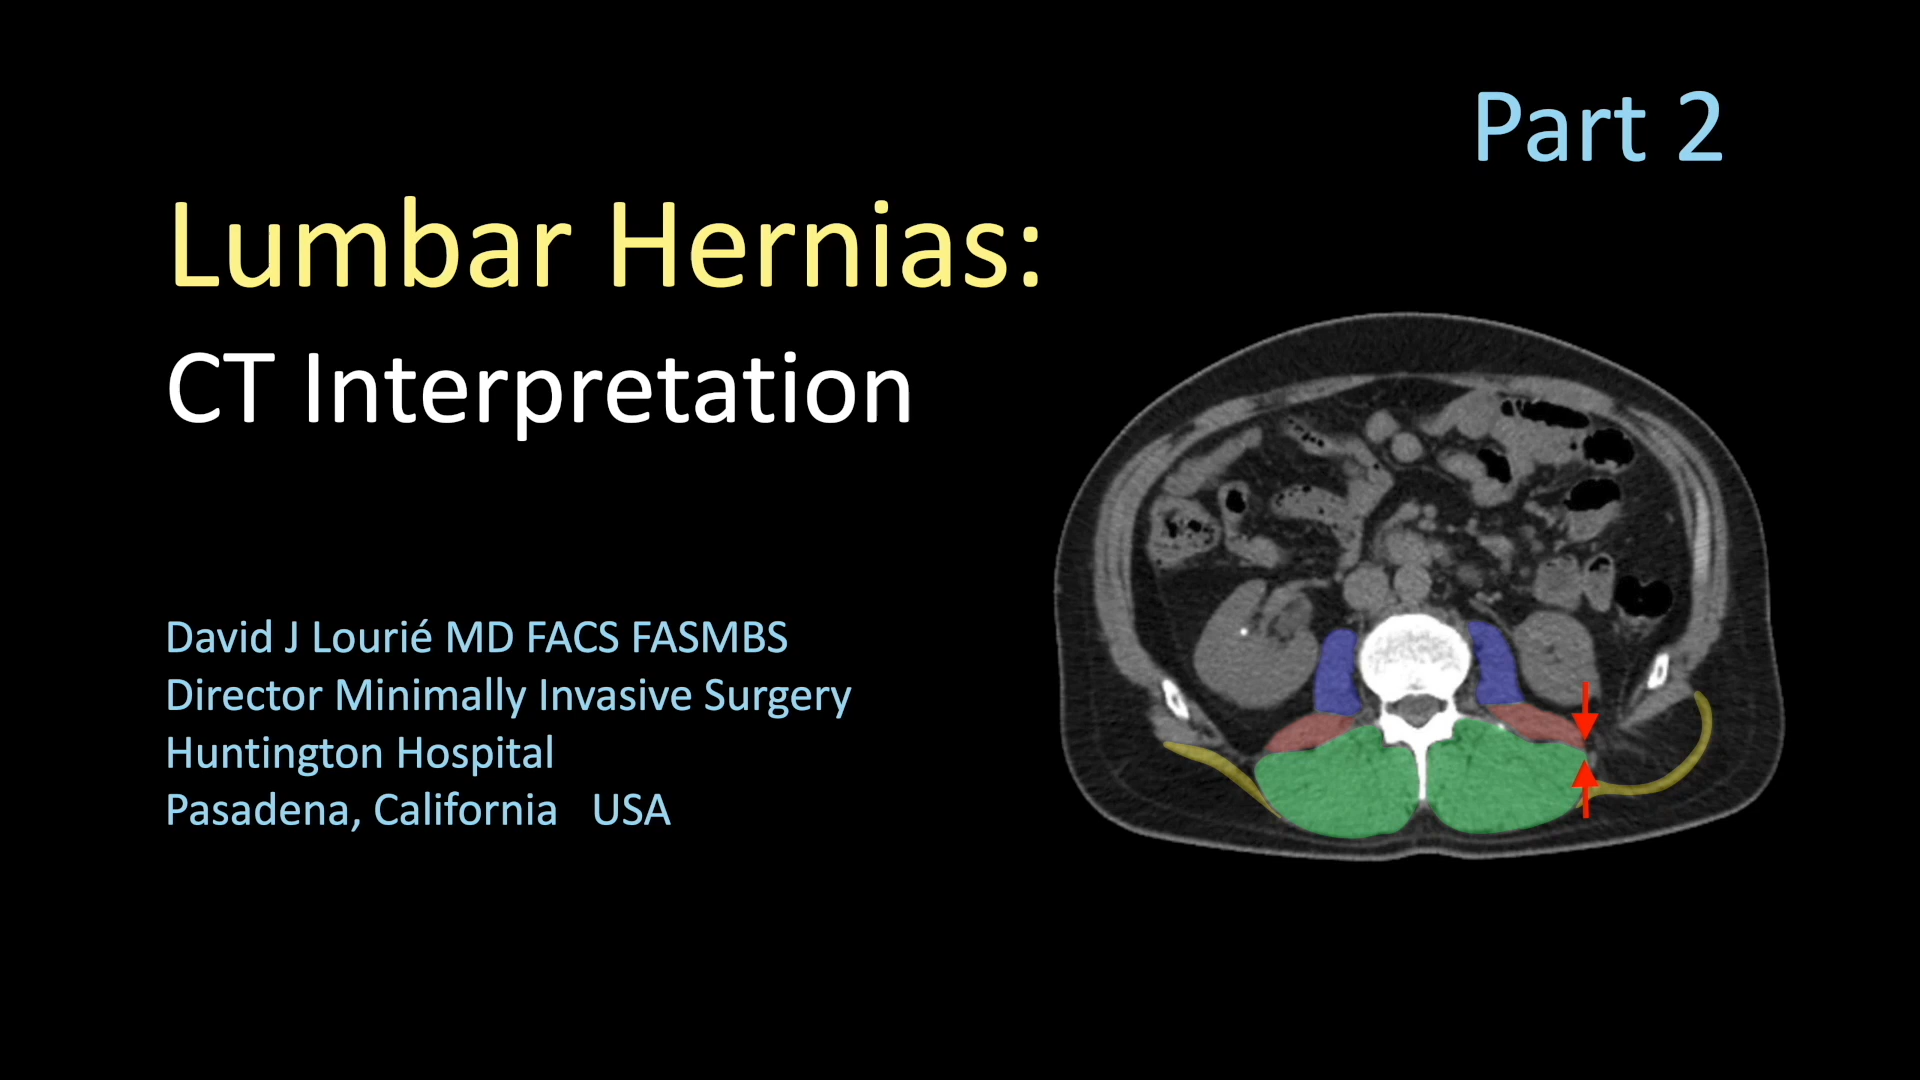 Part 2
Lumbar Hernias:
CT Interpretation
David J Lourié MD FACS FASMBS
Director Minimally Invasive Surgery
Huntington Hospital
Pasadena, California USA